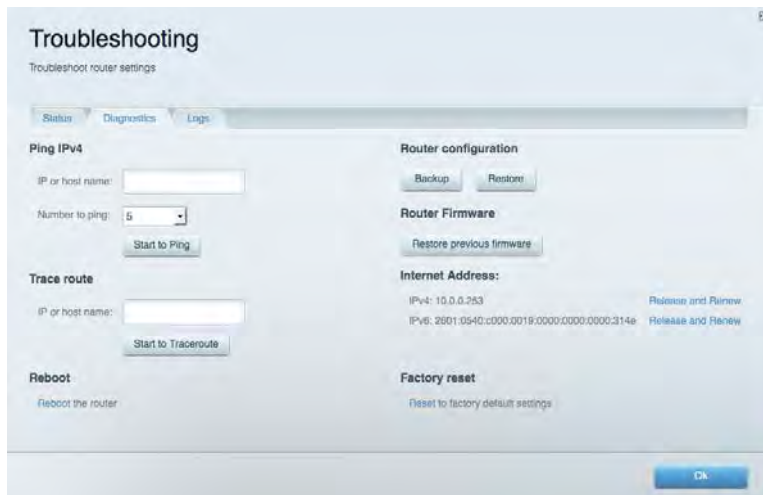 Troubleshooting
Troubleshoot router settings
Status Diagnostics Logs
Ping IPv4
IP or host name:
Number to ping: 5
Start to Ping
Trace route
IP or host name:
Start to Traceroute
Reboot
Reboot the router
Router configuration
Backup Restore
Router Firmware
Restore previous firmware
Internet Address:
IPv4: 10.0.0.253 Release and Renew
IPv6: 2601:0540:c000:0019:0000:0000:0000:314e Release and Renew
Factory reset
Reset to factory default settings
Ok